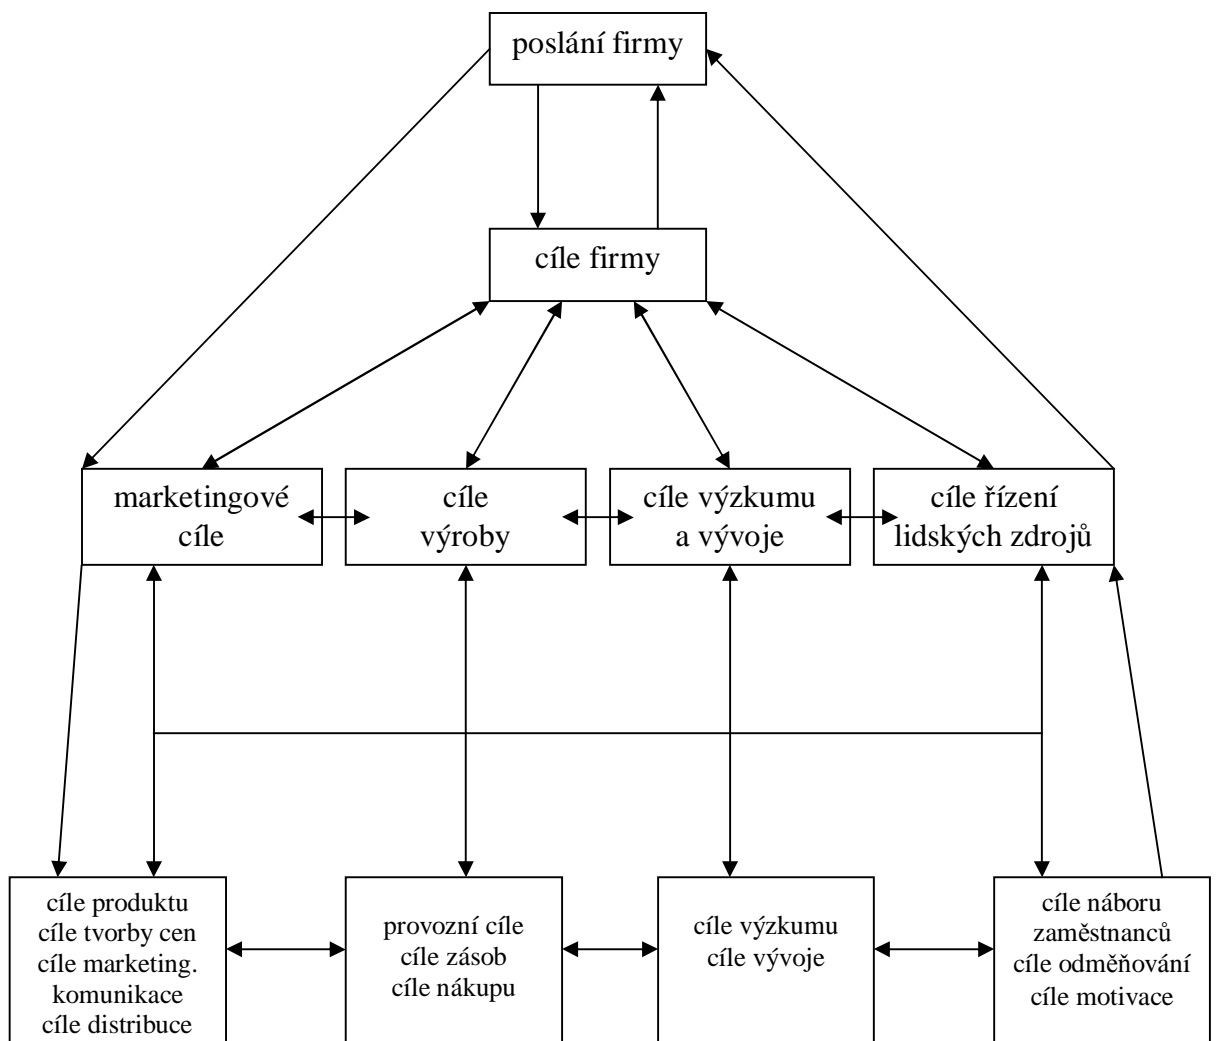 poslání firmy
cíle firmy
marketingové
cíle
cíle
výroby
cíle výzkumu
a vývoje
cíle řízení
lidských zdrojů
cíle produktu
cíle tvorby cen
cíle marketing.
komunikace
cíle distribuce
provozní cíle
cíle zásob
cíle nákupu
cíle výzkumu
cíle vývoje
cíle náboru
zaměstnanců
cíle odměňování
cíle motivace